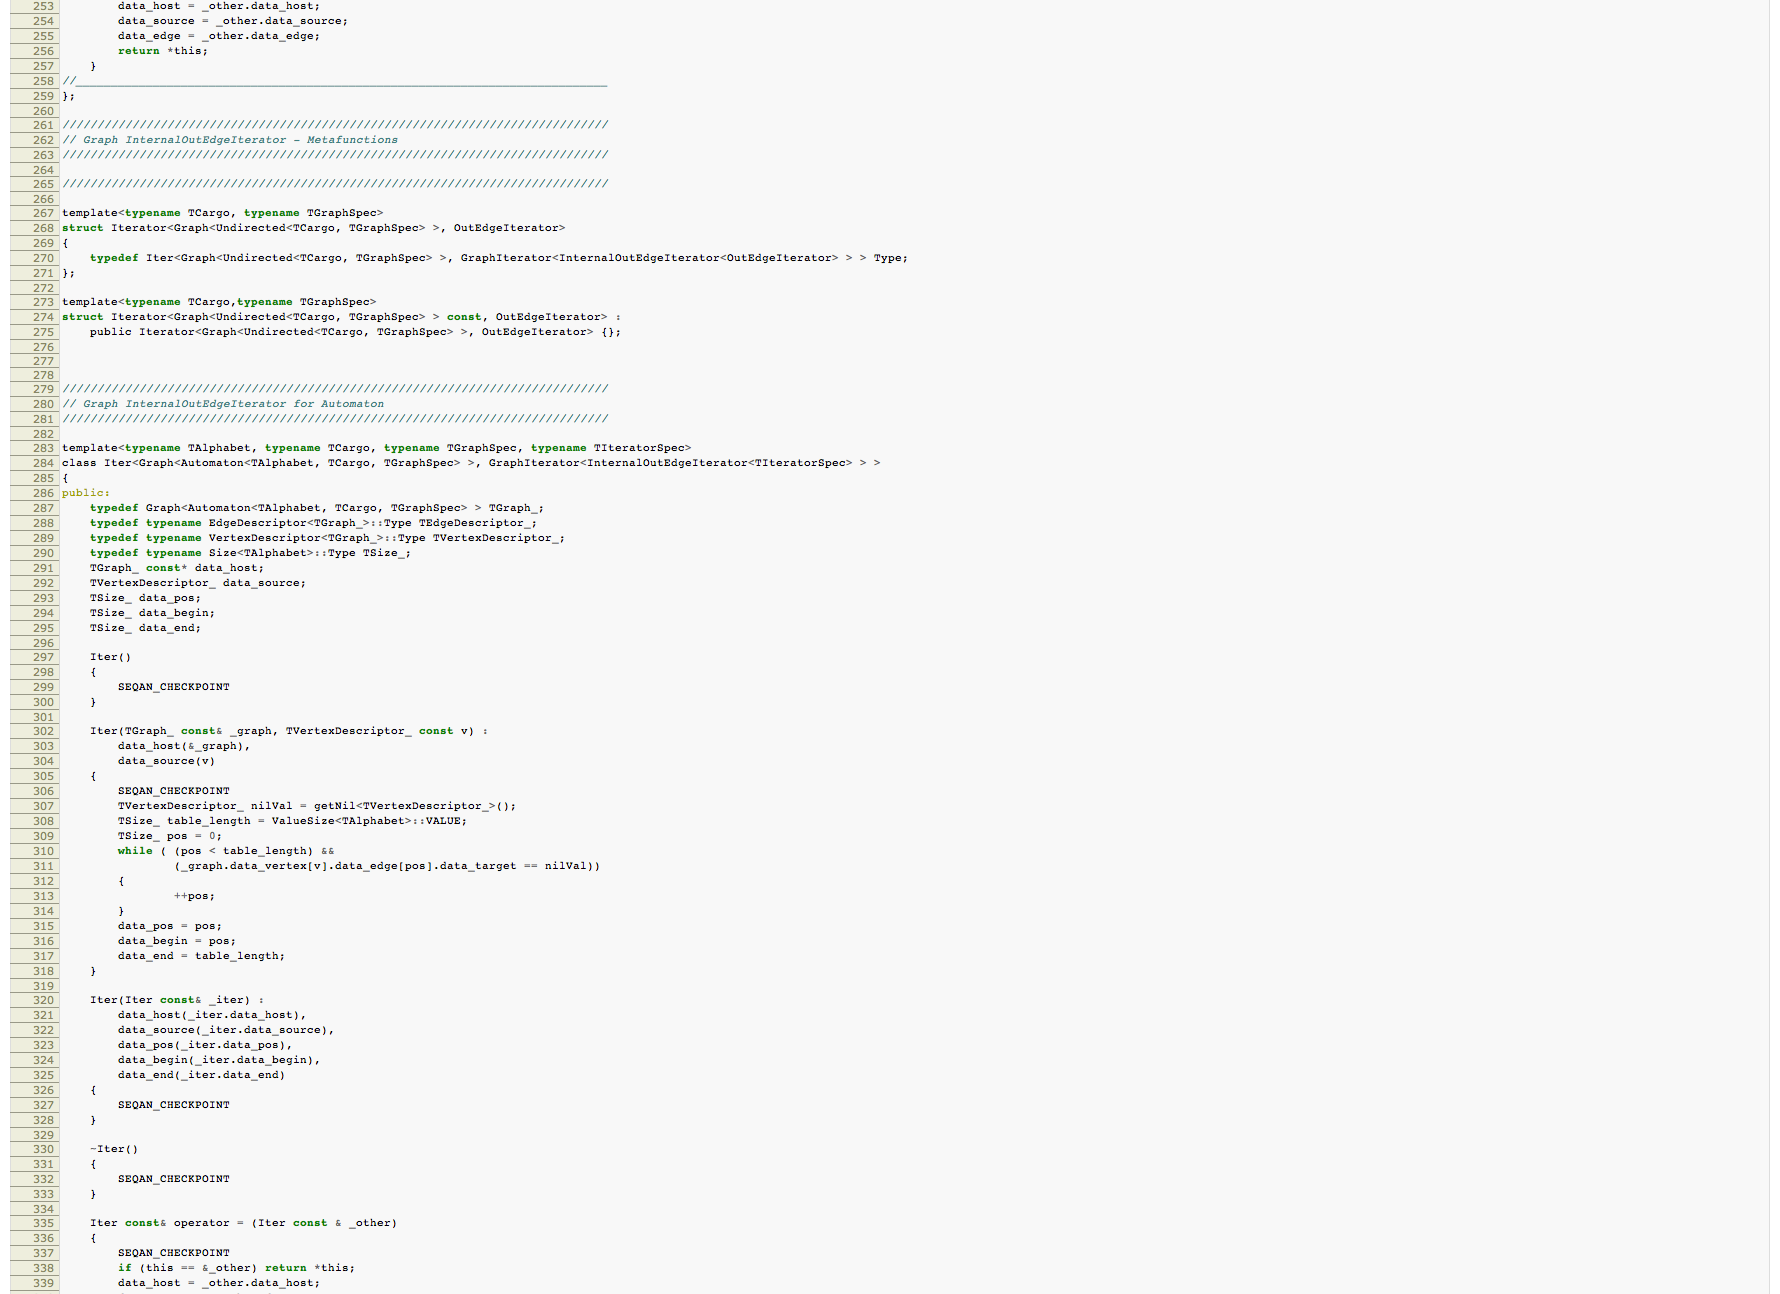 253         data_host = _other.data_host;
254         data_source = _other.data_source;
255         data_edge = _other.data_edge;
256         return *this;
257     }
258 //____________________________________________________________________________
259 };
260
261 //////////////////////////////////////////////////////////////////////////////
262 // Graph InternalOutEdgeIterator - Metafunctions
263 //////////////////////////////////////////////////////////////////////////////
264
265 //////////////////////////////////////////////////////////////////////////////
266
267 template<typename TCargo, typename TGraphSpec>
268 struct Iterator<Graph<Undirected<TCargo, TGraphSpec> >, OutEdgeIterator>
269 {
270     typedef Iter<Graph<Undirected<TCargo, TGraphSpec> >, GraphIterator<InternalOutEdgeIterator<OutEdgeIterator> > > Type;
271 };
272
273 template<typename TCargo,typename TGraphSpec>
274 struct Iterator<Graph<Undirected<TCargo, TGraphSpec> > const, OutEdgeIterator> :
275     public Iterator<Graph<Undirected<TCargo, TGraphSpec> >, OutEdgeIterator> {};
276
277
278
279 //////////////////////////////////////////////////////////////////////////////
280 // Graph InternalOutEdgeIterator for Automaton
281 //////////////////////////////////////////////////////////////////////////////
282
283 template<typename TAlphabet, typename TCargo, typename TGraphSpec, typename TIteratorSpec>
284 class Iter<Graph<Automaton<TAlphabet, TCargo, TGraphSpec> >, GraphIterator<InternalOutEdgeIterator<TIteratorSpec> > >
285 {
286 public:
287     typedef Graph<Automaton<TAlphabet, TCargo, TGraphSpec> > TGraph_;
288     typedef typename EdgeDescriptor<TGraph_>::Type TEdgeDescriptor_;
289     typedef typename VertexDescriptor<TGraph_>::Type TVertexDescriptor_;
290     typedef typename Size<TAlphabet>::Type TSize_;
291     TGraph_ const* data_host;
292     TVertexDescriptor_ data_source;
293     TSize_ data_pos;
294     TSize_ data_begin;
295     TSize_ data_end;
296
297     Iter()
298     {
299         SEQAN_CHECKPOINT
300     }
301
302     Iter(TGraph_ const& _graph, TVertexDescriptor_ const v) :
303         data_host(&_graph),
304         data_source(v)
305     {
306         SEQAN_CHECKPOINT
307         TVertexDescriptor_ nilVal = getNil<TVertexDescriptor_>();
308         TSize_ table_length = ValueSize<TAlphabet>::VALUE;
309         TSize_ pos = 0;
310         while ( (pos < table_length) &&
311                 (_graph.data_vertex[v].data_edge[pos].data_target == nilVal))
312         {
313                 ++pos;
314         }
315         data_pos = pos;
316         data_begin = pos;
317         data_end = table_length;
318     }
319
320     Iter(Iter const& _iter) :
321         data_host(_iter.data_host),
322         data_source(_iter.data_source),
323         data_pos(_iter.data_pos),
324         data_begin(_iter.data_begin),
325         data_end(_iter.data_end)
326     {
327         SEQAN_CHECKPOINT
328     }
329
330     ~Iter()
331     {
332         SEQAN_CHECKPOINT
333     }
334
335     Iter const& operator = (Iter const & _other)
336     {
337         SEQAN_CHECKPOINT
338         if (this == &_other) return *this;
339         data_host = _other.data_host;